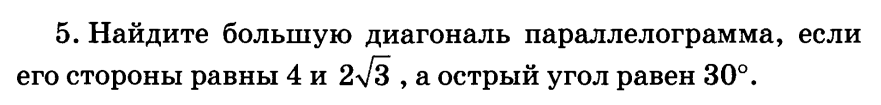 5. Найдите большую диагональ параллелограмма, если
его стороны равны 4 и 2√3 , а острый угол равен 30°.